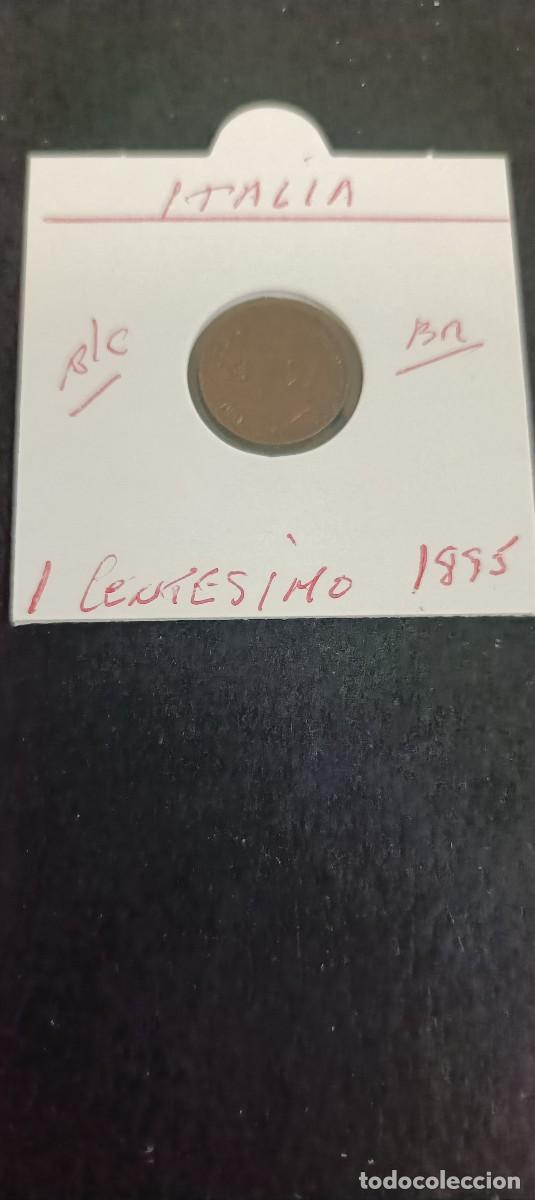 ITALIA
B/C
BR
1 CENTESIMO 1895
todocoleccion